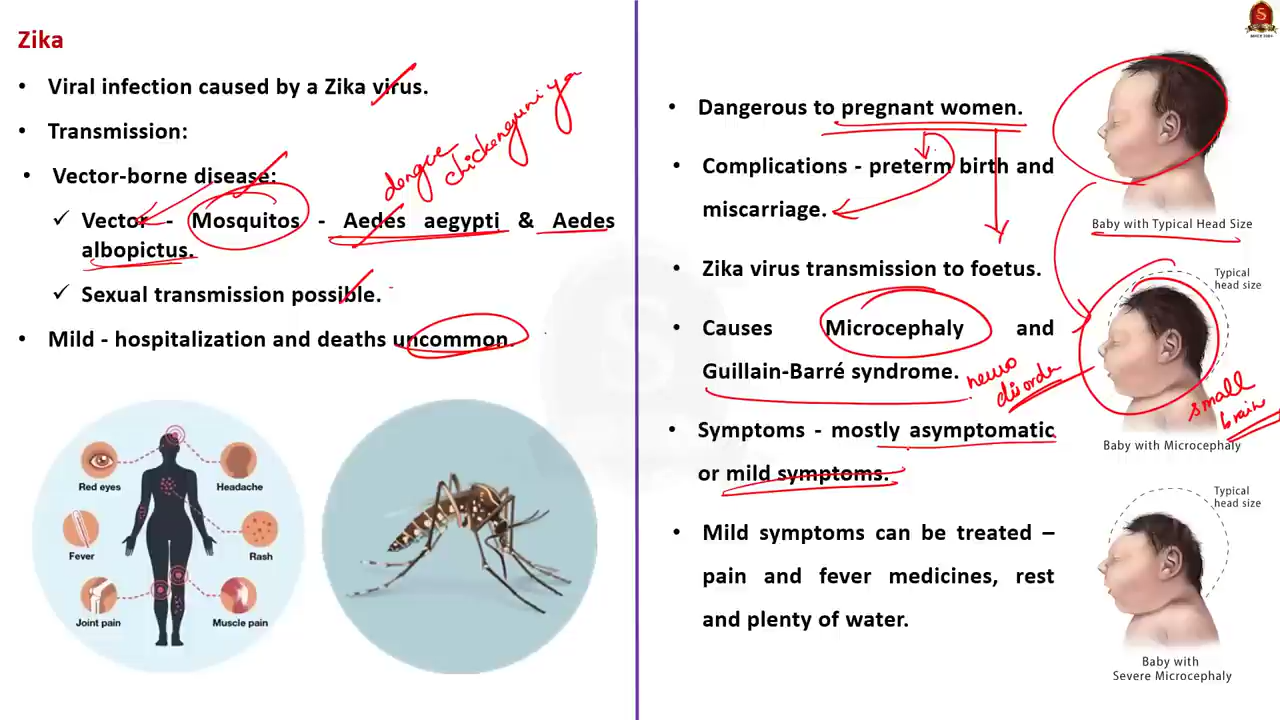 Zika
• Viral infection caused by a Zika virus.
• Transmission:
• Vector-borne disease:
✓ Vector - Mosquitos - Aedes aegypti & Aedes
albopictus.
dengue
chickenguniya
✓ Sexual transmission possible.
• Mild - hospitalization and deaths uncommon.
Red eyes
Headache
Fever
Rash
Joint pain
Muscle pain
• Dangerous to pregnant women.
• Complications - preterm birth and
miscarriage.
• Zika virus transmission to foetus.
• Causes Microcephaly and
Guillain-Barré syndrome.
neuro
disorder
• Symptoms - mostly asymptomatic
or mild symptoms.
• Mild symptoms can be treated –
pain and fever medicines, rest
and plenty of water.
Baby with Typical Head Size
Typical
head size
small
brain
Baby with Microcephaly
Typical
head size
Baby with
Severe Microcephaly